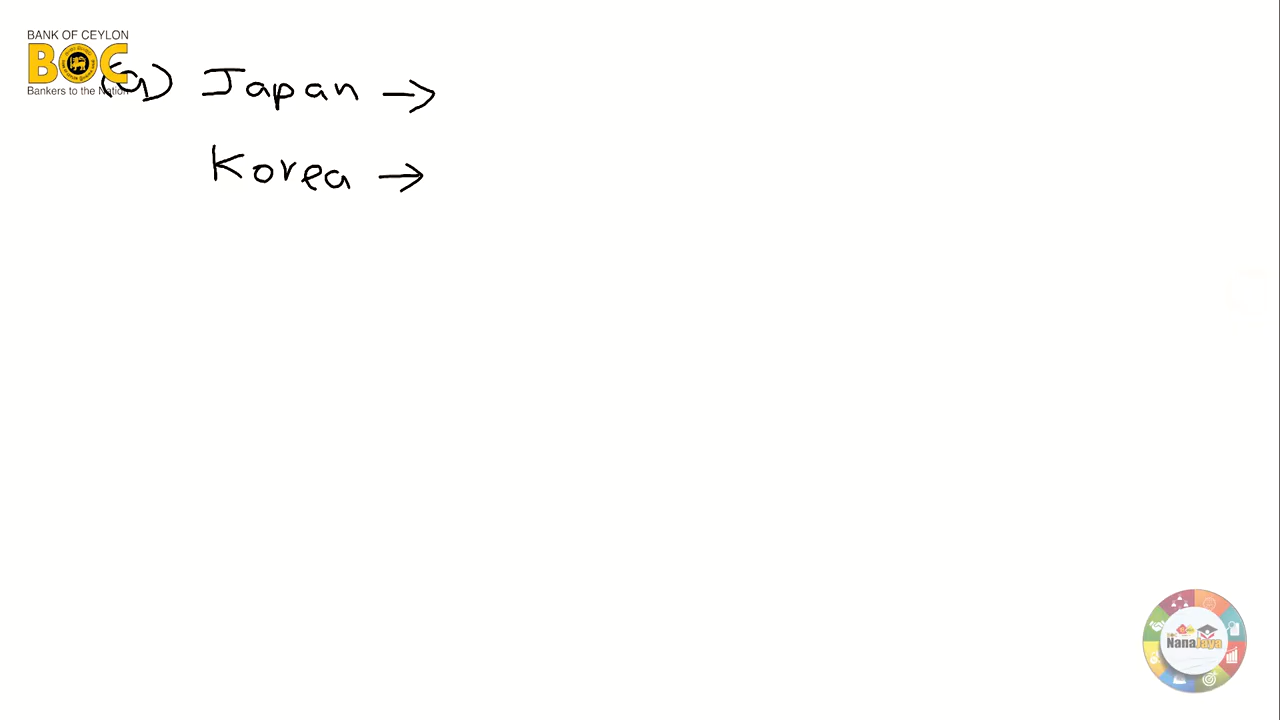 BANK OF CEYLON
BOC
Bankers to the Nation
Japan →
Korea →
NanaJaya